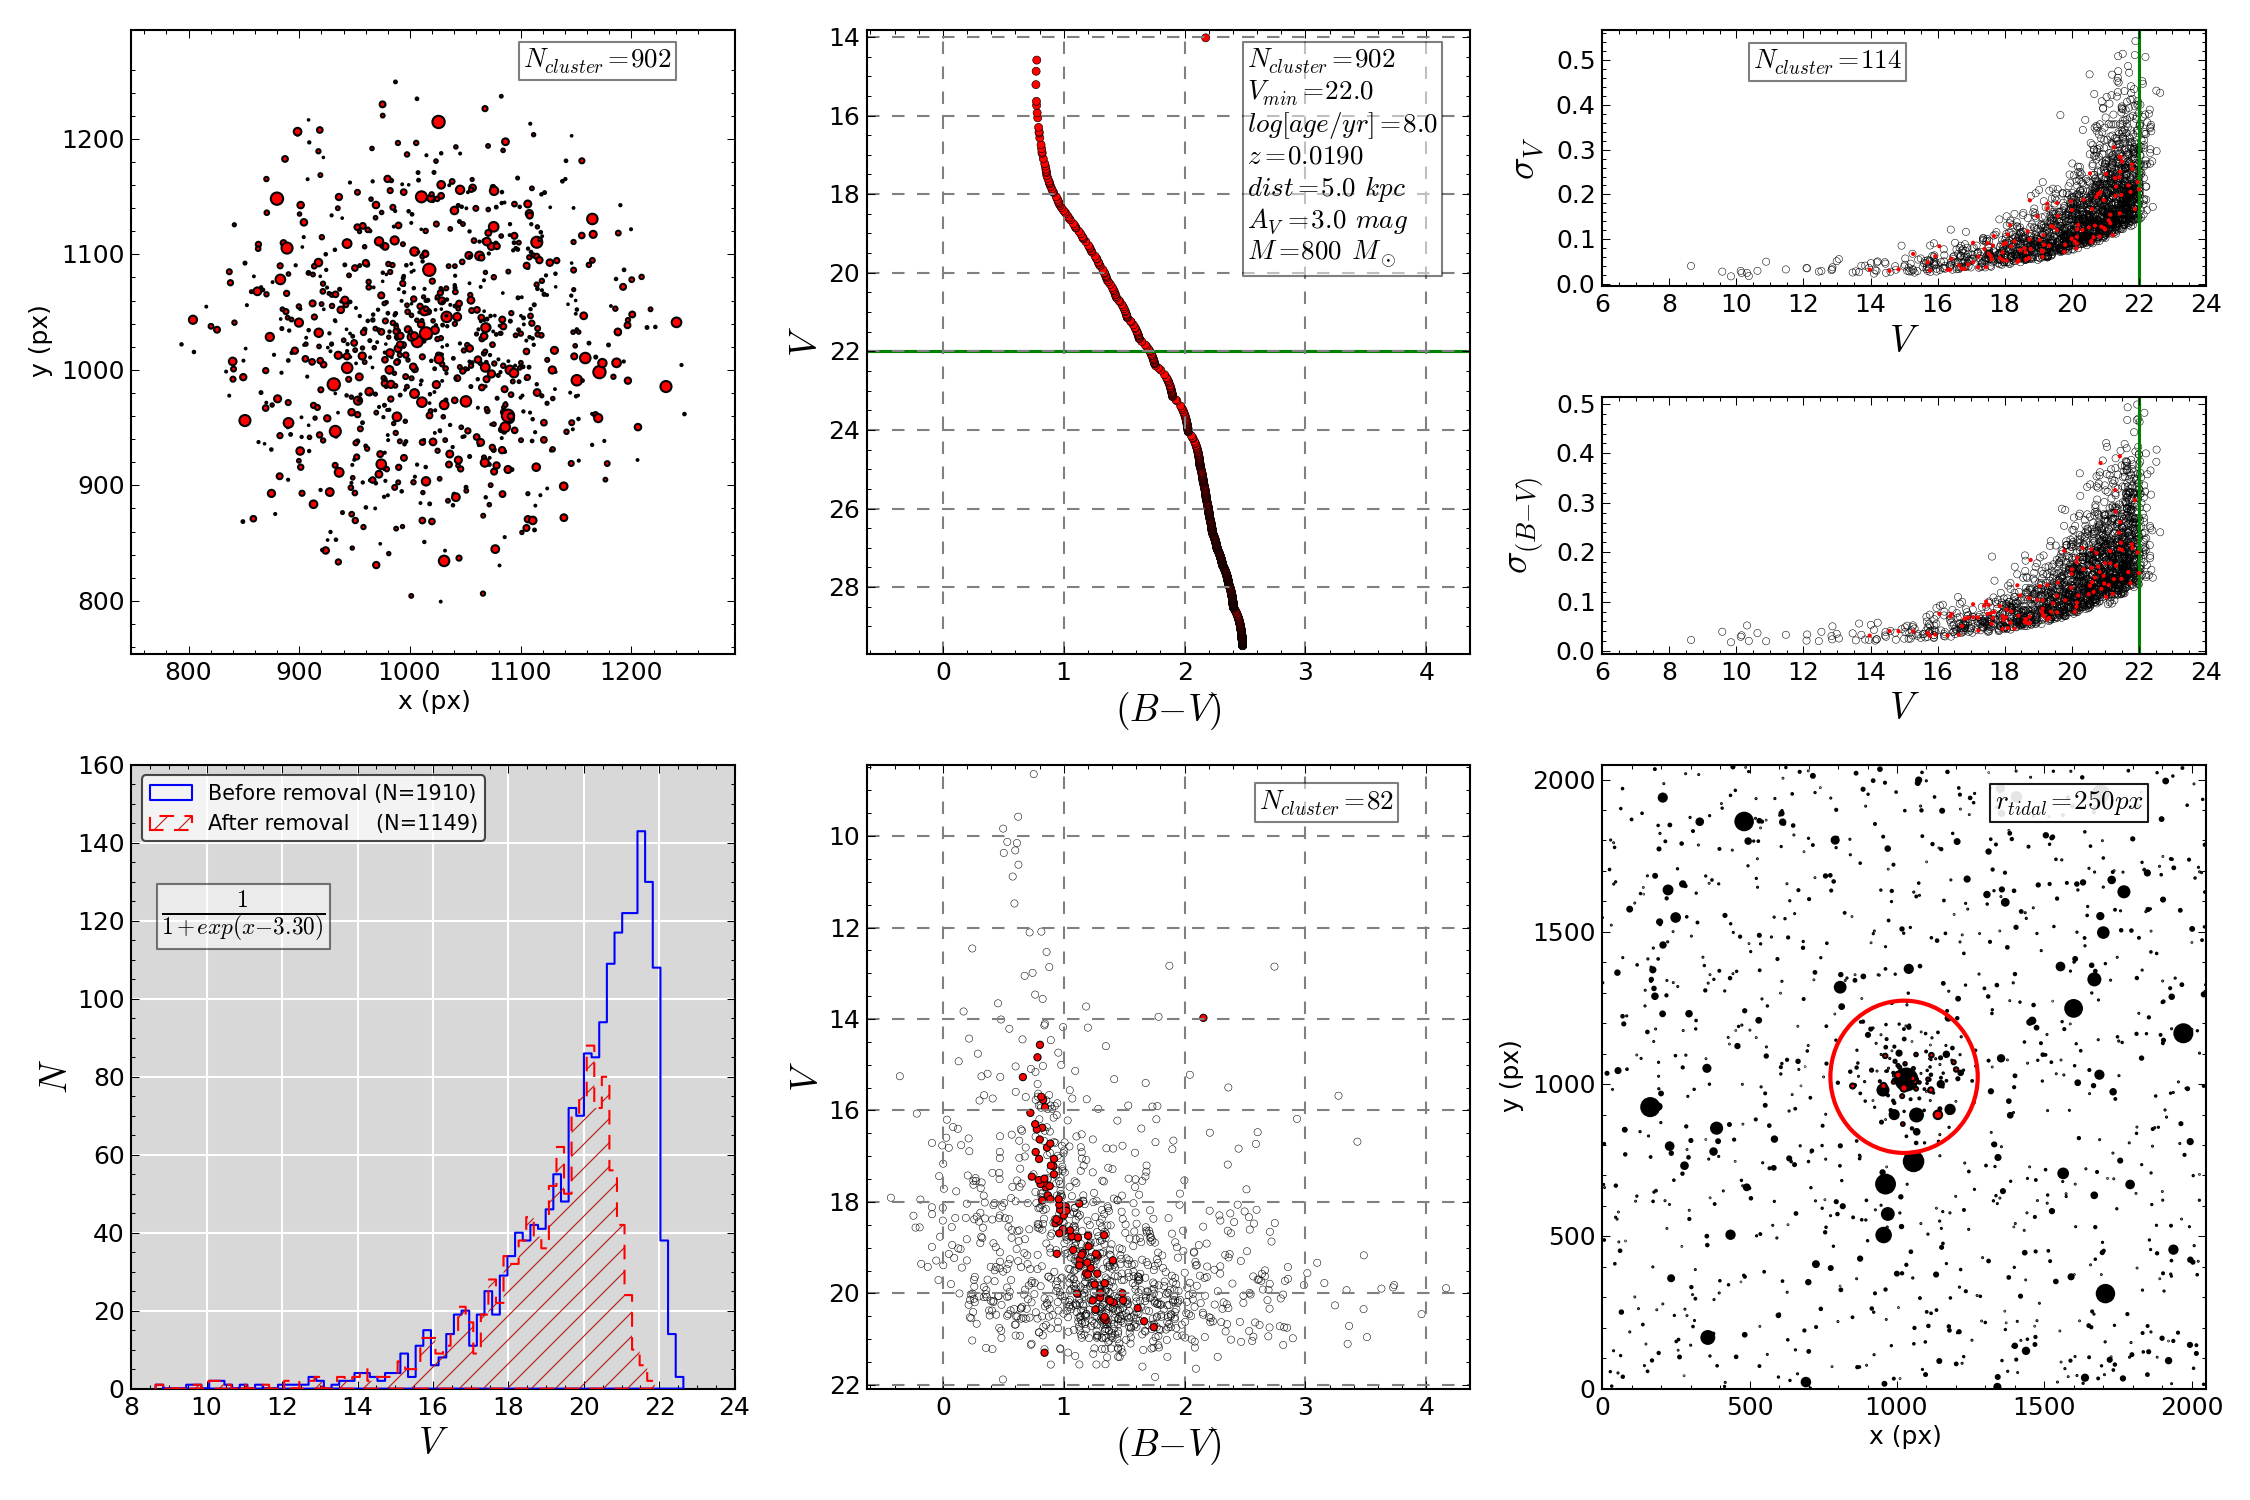 N_cluster=902
1200
1100
1000
900
800
y (px)
800 900 1000 1100 1200
x (px)
N_cluster=902
V_min=22.0
log[age/yr]=8.0
z=0.0190
dist=5.0 kpc
A_V=3.0 mag
M=800 M_⊙
14
16
18
20
22
24
26
28
V
0 1 2 3 4
(B−V)
N_cluster=114
0.5
0.4
0.3
0.2
0.1
0.0
σ_V
6 8 10 12 14 16 18 20 22 24
V
0.5
0.4
0.3
0.2
0.1
0.0
σ_(B−V)
6 8 10 12 14 16 18 20 22 24
V
Before removal (N=1910)
After removal (N=1149)
1
1+exp(x−3.30)
160
140
120
100
80
60
40
20
0
N
8 10 12 14 16 18 20 22 24
V
N_cluster=82
10
12
14
16
18
20
22
V
0 1 2 3 4
(B−V)
r_tidal=250px
2000
1500
1000
500
0
y (px)
0 500 1000 1500 2000
x (px)